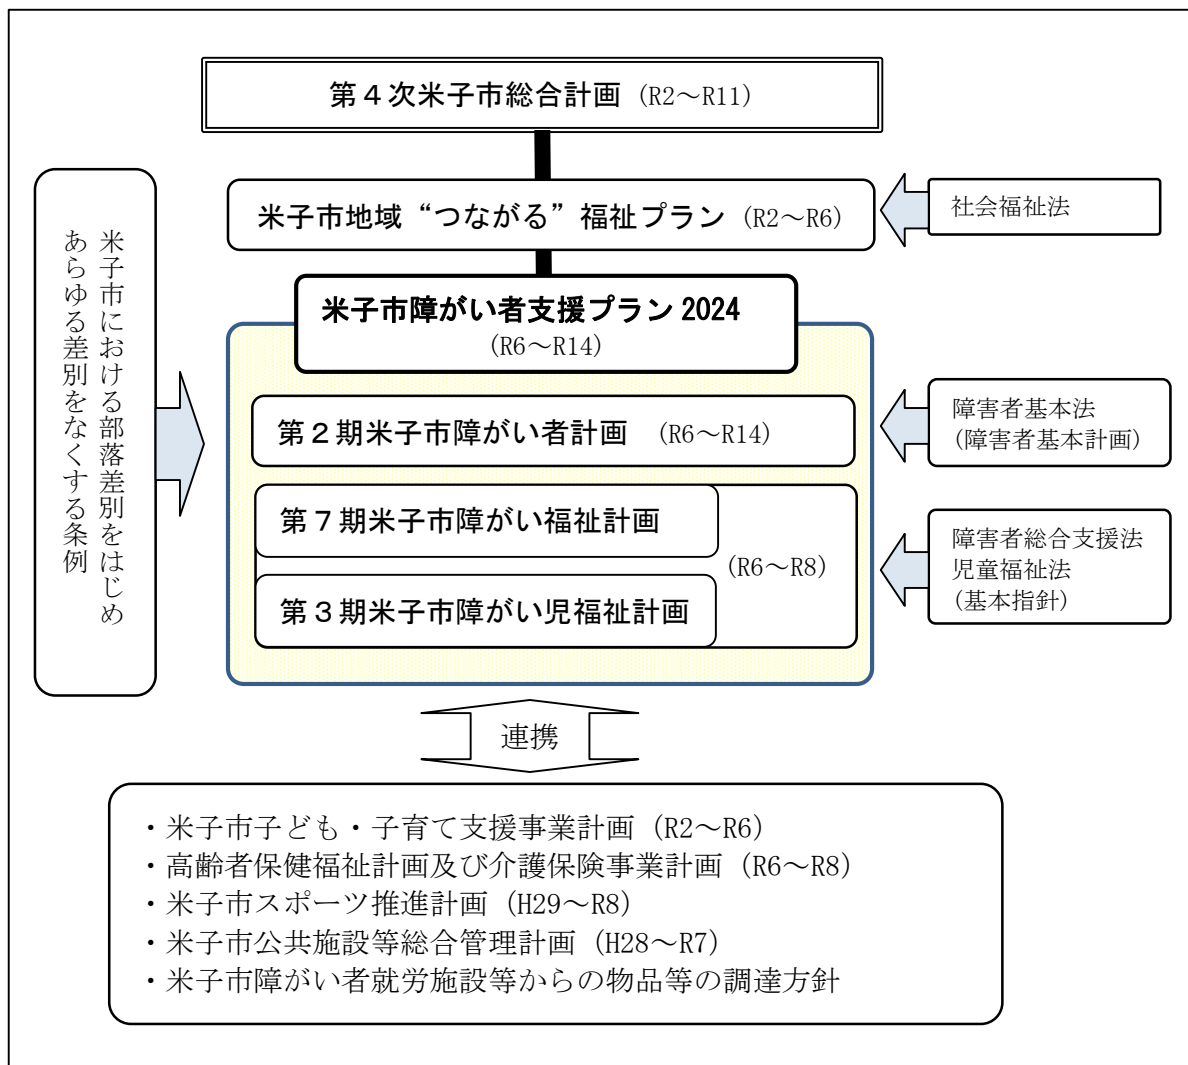 第４次米子市総合計画 (R2～R11)
米子市地域“つながる”福祉プラン (R2～R6)
社会福祉法
米子市における部落差別をはじめ
あらゆる差別をなくする条例
米子市障がい者支援プラン 2024
(R6～R14)
第２期米子市障がい者計画 (R6～R14)
障害者基本法
(障害者基本計画)
第７期米子市障がい福祉計画
(R6～R8)
第３期米子市障がい児福祉計画
障害者総合支援法
児童福祉法
(基本指針)
連携
・米子市子ども・子育て支援事業計画 (R2～R6)
・高齢者保健福祉計画及び介護保険事業計画 (R6～R8)
・米子市スポーツ推進計画 (H29～R8)
・米子市公共施設等総合管理計画 (H28～R7)
・米子市障がい者就労施設等からの物品等の調達方針